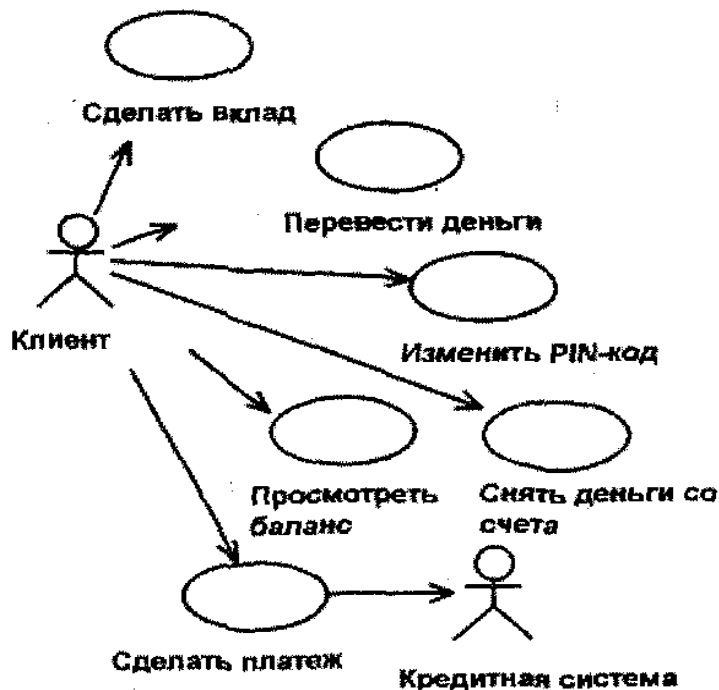 Сделать вклад
Перевести деньги
Клиент
Изменить PIN-код
Просмотреть
баланс
Снять деньги со
счета
Сделать платеж
Кредитная система